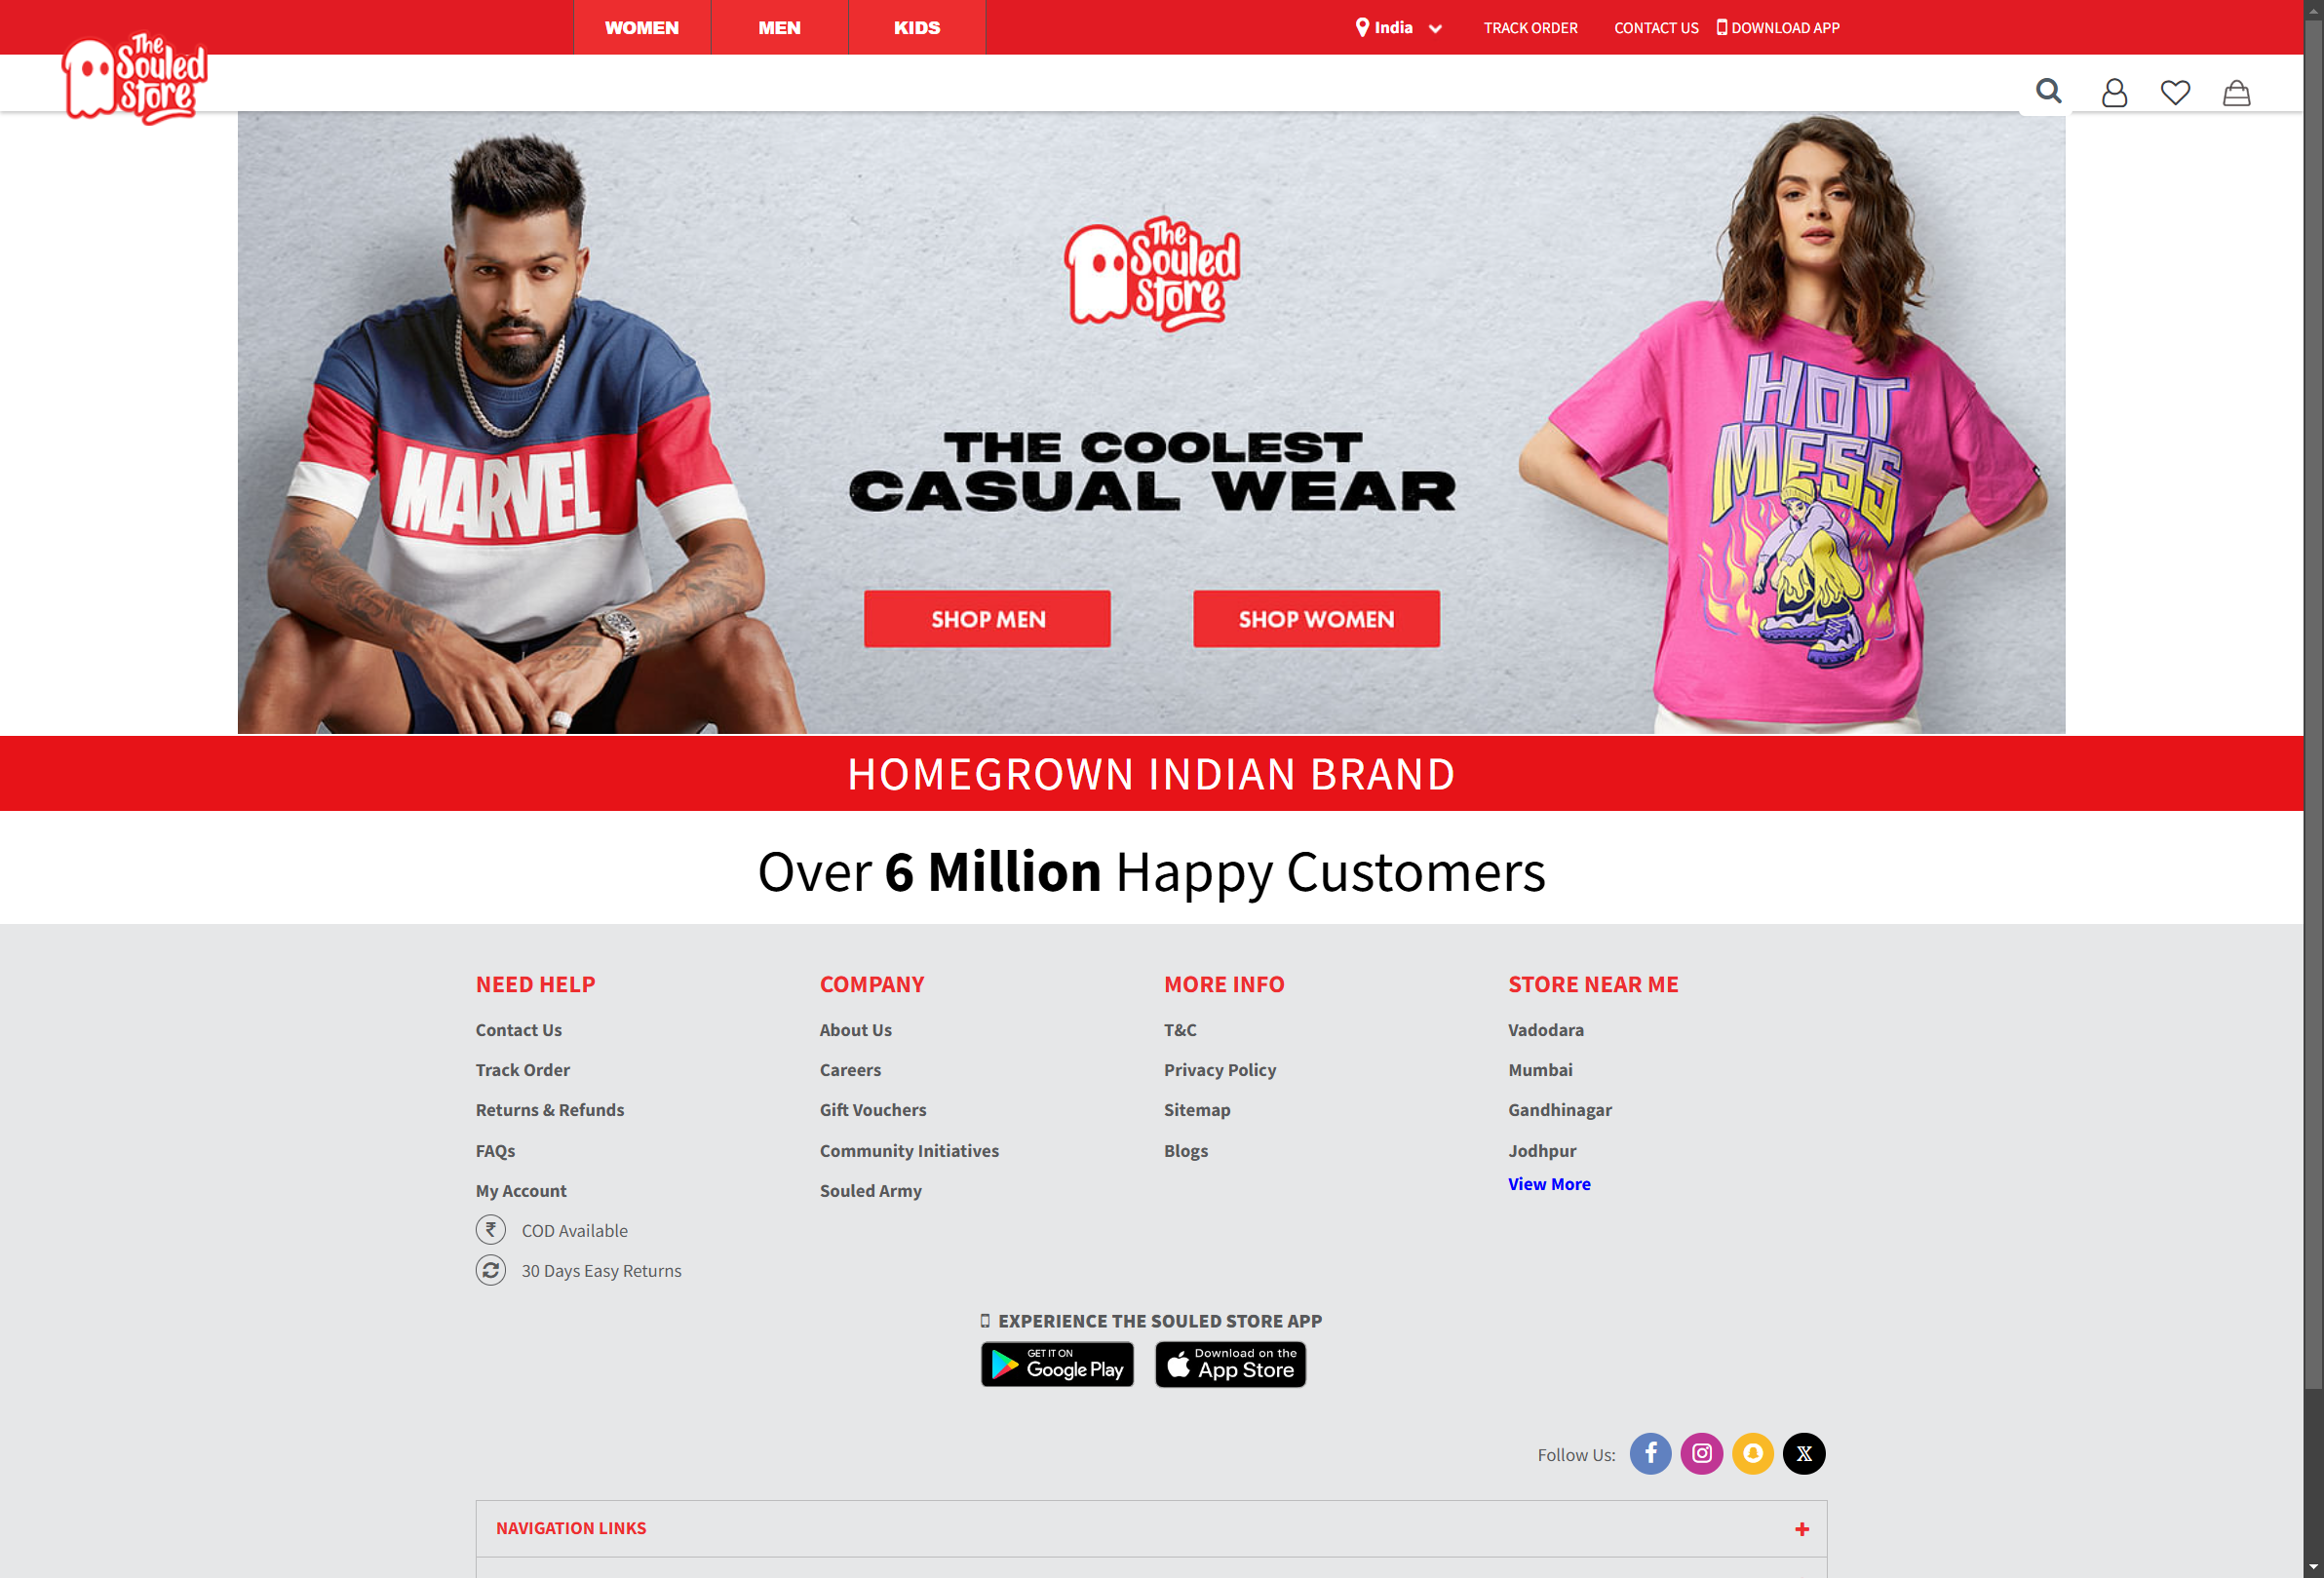 WOMEN
MEN
KIDS
India
TRACK ORDER
CONTACT US
DOWNLOAD APP
The
Souled
Store
The
Souled
Store
MARVEL
HOT
MESS
THE COOLEST
CASUAL WEAR
SHOP MEN
SHOP WOMEN
HOMEGROWN INDIAN BRAND
Over 6 Million Happy Customers
NEED HELP
Contact Us
Track Order
Returns & Refunds
FAQs
My Account
₹ COD Available
30 Days Easy Returns
COMPANY
About Us
Careers
Gift Vouchers
Community Initiatives
Souled Army
MORE INFO
T&C
Privacy Policy
Sitemap
Blogs
STORE NEAR ME
Vadodara
Mumbai
Gandhinagar
Jodhpur
View More
EXPERIENCE THE SOULED STORE APP
GET IT ON
Google Play
Download on the
App Store
Follow Us:
NAVIGATION LINKS